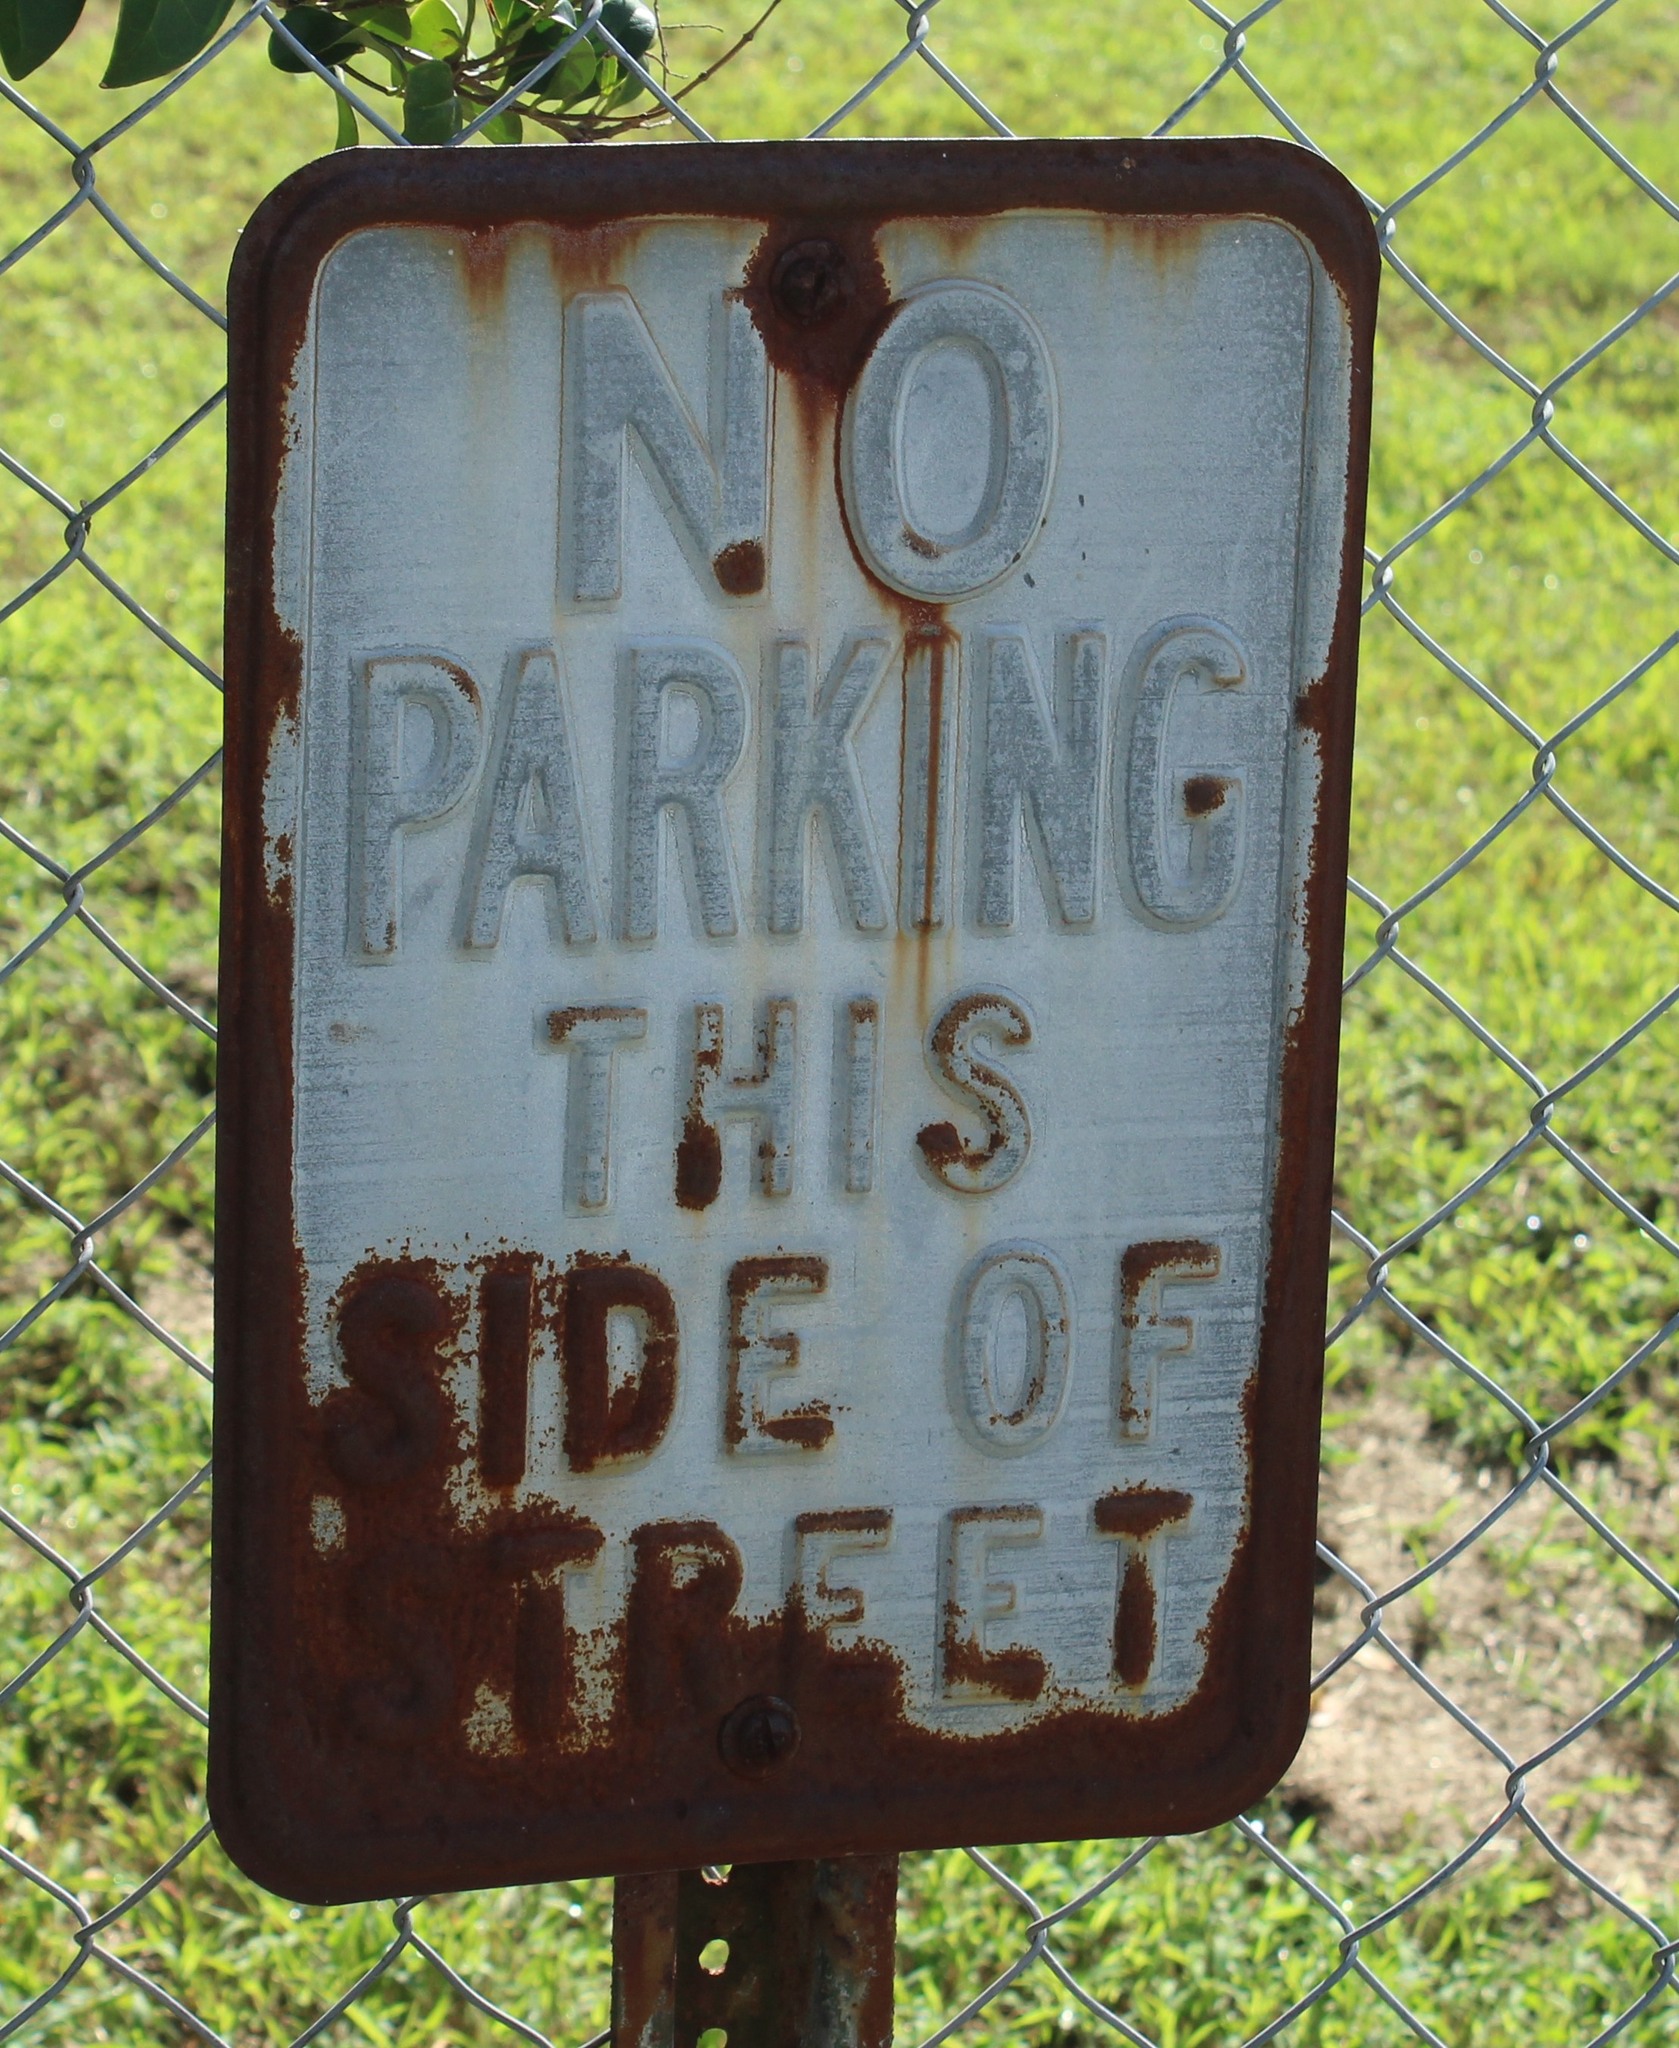 NO
PARKING
THIS
SIDE OF
STREET